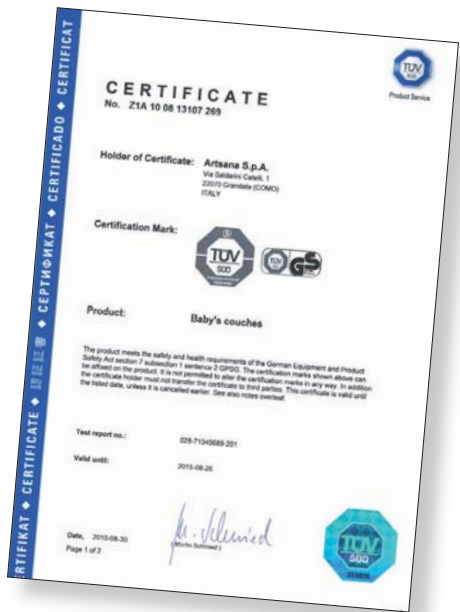 TÜV
SÜD
Product Service
CERTIFICATE
No. Z1A 10 08 13107 269
Holder of Certificate: Artsana S.p.A.
Via Saldarini Catelli, 1
22070 Grandate (COMO)
ITALY
Certification Mark:
TÜV
SÜD
TÜV
GS
Product: Baby's couches
The product meets the safety and health requirements of the German Equipment and Product
Safety Act section 7 subsection 1 sentence 2 GPSG. The certification marks shown above can
be affixed on the product. It is not permitted to alter the certification marks in any way. In addition
the certificate holder must not transfer the certificate to third parties. This certificate is valid until
the listed date, unless it is cancelled earlier. See also notes overleaf.
Test report no.: 028-71340689-201
Valid until: 2015-08-26
Date, 2010-08-30
(Martin Schmied)
Page 1 of 2
TÜV
SÜD
RTIFIKAT ◆ CERTIFICATE ◆ ◆ СЕРТИФИКАТ ◆ CERTIFICADO ◆ CERTIFICAT